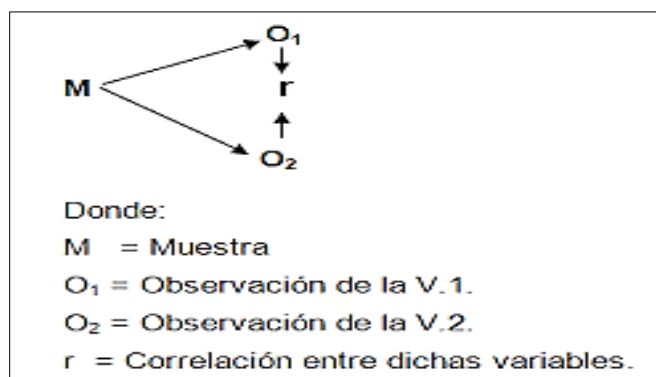 O₁
M r
O₂
Donde:
M = Muestra
O₁ = Observación de la V.1.
O₂ = Observación de la V.2.
r = Correlación entre dichas variables.